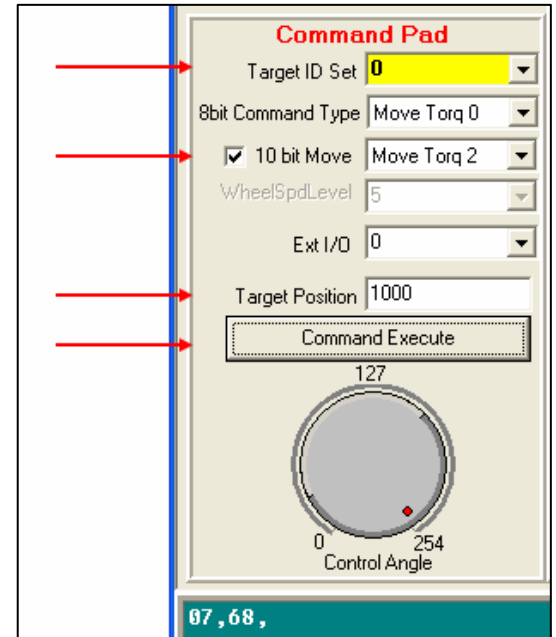 Command Pad
Target ID Set 0
8bit Command Type Move Torq 0
10 bit Move Move Torq 2
WheelSpdLevel 5
Ext I/O 0
Target Position 1000
Command Execute
127
0 254
Control Angle
07,68,